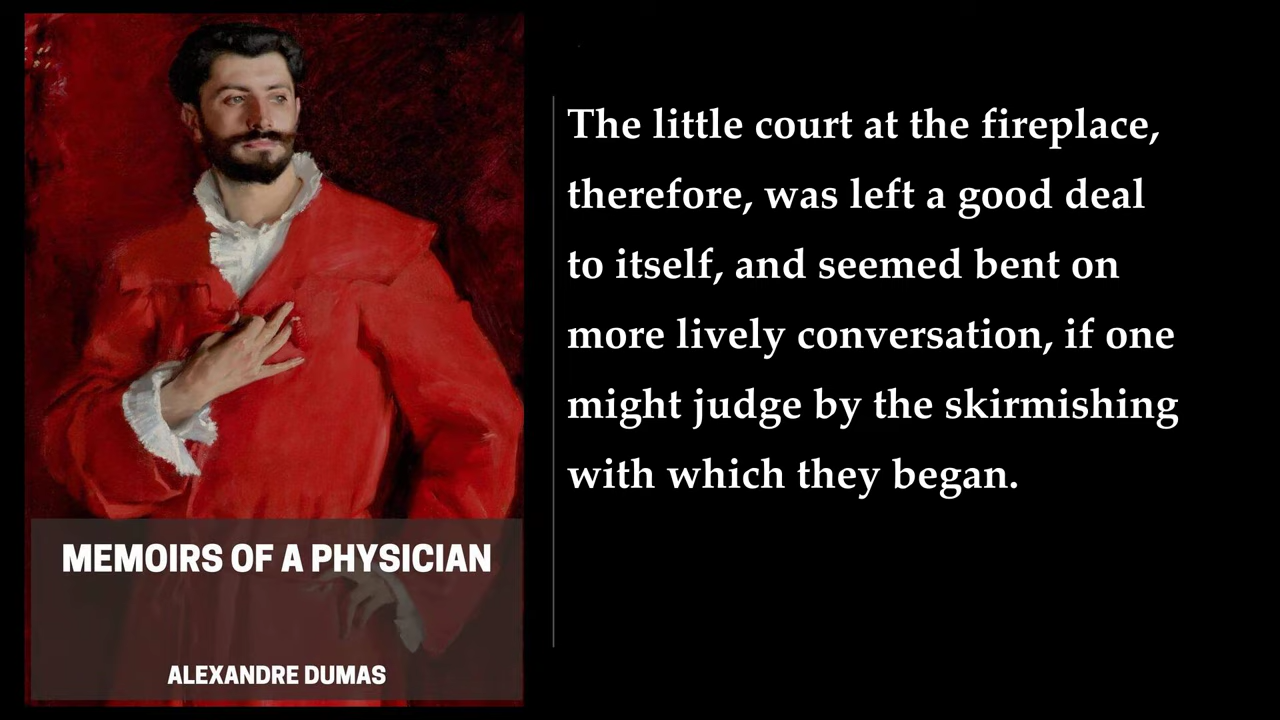 The little court at the fireplace,
therefore, was left a good deal
to itself, and seemed bent on
more lively conversation, if one
might judge by the skirmishing
with which they began.
MEMOIRS OF A PHYSICIAN
ALEXANDRE DUMAS